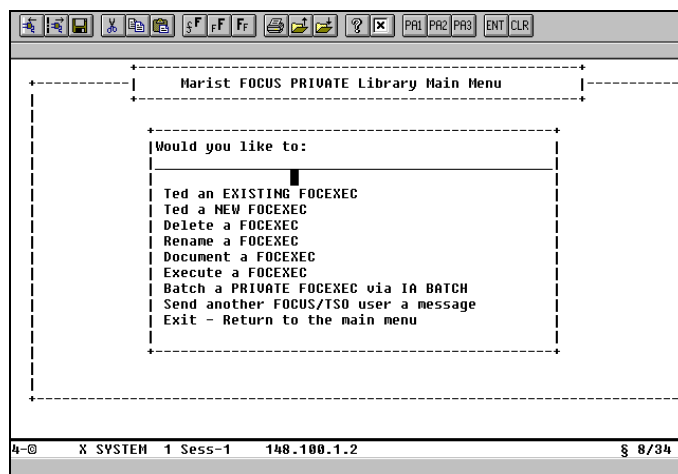 PA1 PA2 PA3 ENT CLR
Marist FOCUS PRIVATE Library Main Menu
Would you like to:
Ted an EXISTING FOCEXEC
Ted a NEW FOCEXEC
Delete a FOCEXEC
Rename a FOCEXEC
Document a FOCEXEC
Execute a FOCEXEC
Batch a PRIVATE FOCEXEC via IA BATCH
Send another FOCUS/TSO user a message
Exit - Return to the main menu
4-© X SYSTEM 1 Sess-1 148.100.1.2 § 8/34